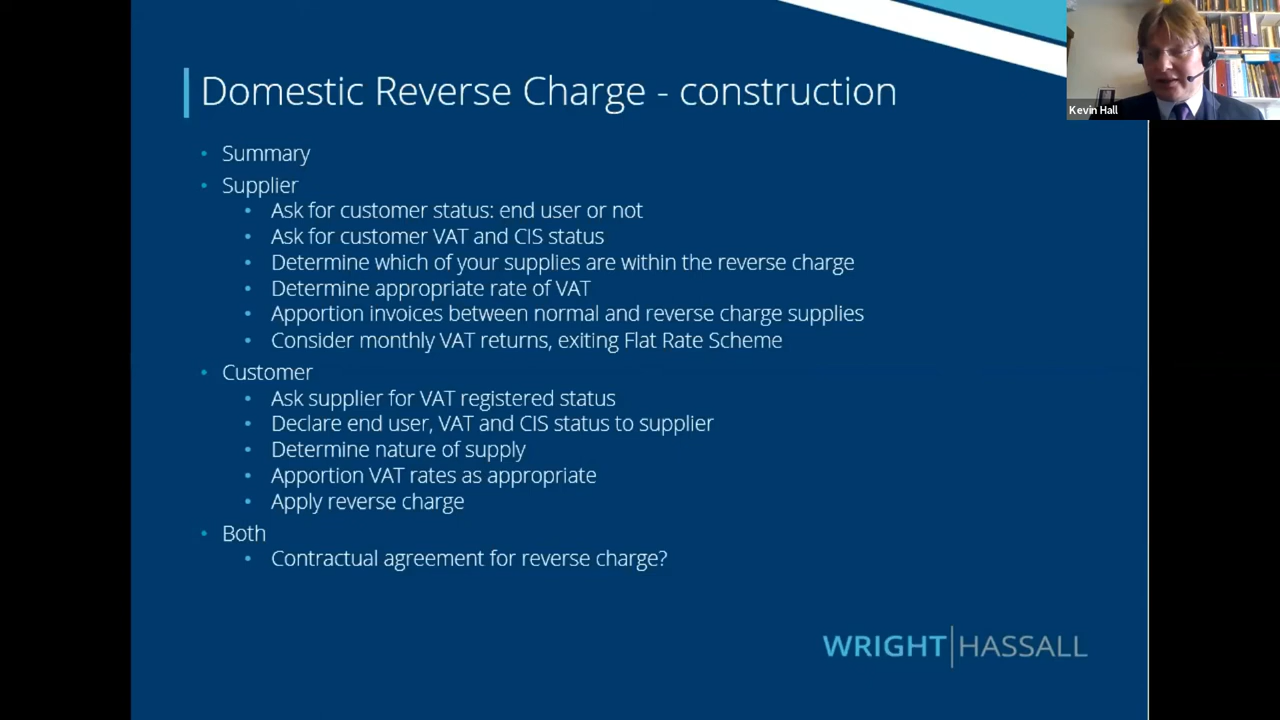 Domestic Reverse Charge - construction
Kevin Hall
• Summary
• Supplier
• Ask for customer status: end user or not
• Ask for customer VAT and CIS status
• Determine which of your supplies are within the reverse charge
• Determine appropriate rate of VAT
• Apportion invoices between normal and reverse charge supplies
• Consider monthly VAT returns, exiting Flat Rate Scheme
• Customer
• Ask supplier for VAT registered status
• Declare end user, VAT and CIS status to supplier
• Determine nature of supply
• Apportion VAT rates as appropriate
• Apply reverse charge
• Both
• Contractual agreement for reverse charge?
WRIGHT|HASSALL